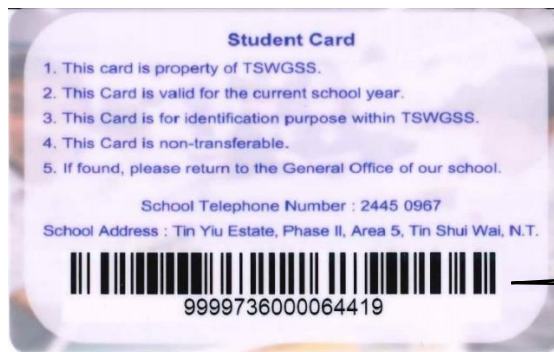 Student Card
1. This card is property of TSWGSS.
2. This Card is valid for the current school year.
3. This Card is for identification purpose within TSWGSS.
4. This Card is non-transferable.
5. If found, please return to the General Office of our school.
School Telephone Number : 2445 0967
School Address : Tin Yiu Estate, Phase II, Area 5, Tin Shui Wai, N.T.
9999736000064419